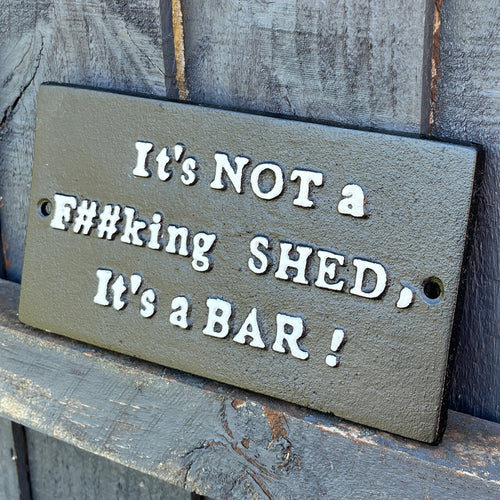 It's NOT a
F##king SHED,
It's a BAR !